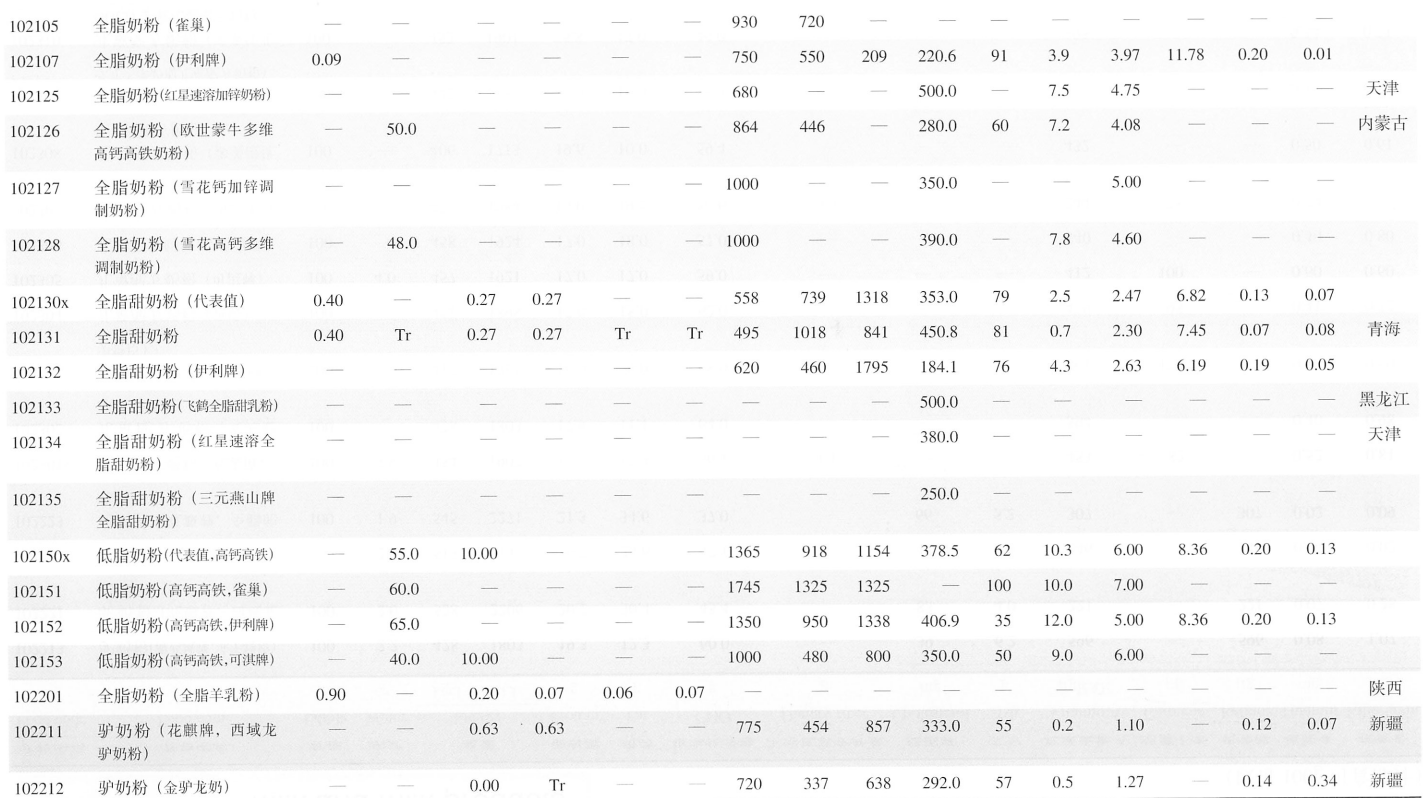 102105 全脂奶粉（雀巢） — — — — — — 930 720 — — — — — — — —
102107 全脂奶粉（伊利牌） 0.09 — — — — — 750 550 209 220.6 91 3.9 3.97 11.78 0.20 0.01
102125 全脂奶粉(红星速溶加锌奶粉) — — — — — — 680 — — 500.0 — 7.5 4.75 — — — 天津
102126 全脂奶粉（欧世蒙牛多维 — 50.0 — — — — 864 446 — 280.0 60 7.2 4.08 — — — 内蒙古
高钙高铁奶粉）
102127 全脂奶粉（雪花钙加锌调 — — — — — — 1000 — — 350.0 — — 5.00 — — —
制奶粉）
102128 全脂奶粉（雪花高钙多维 — 48.0 — — — — 1000 — — 390.0 — 7.8 4.60 — — —
调制奶粉）
102130x 全脂甜奶粉（代表值） 0.40 — 0.27 0.27 — — 558 739 1318 353.0 79 2.5 2.47 6.82 0.13 0.07
102131 全脂甜奶粉 0.40 Tr 0.27 0.27 Tr Tr 495 1018 841 450.8 81 0.7 2.30 7.45 0.07 0.08 青海
102132 全脂甜奶粉（伊利牌） — — — — — — 620 460 1795 184.1 76 4.3 2.63 6.19 0.19 0.05
102133 全脂甜奶粉(飞鹤全脂甜乳粉) — — — — — — — — — 500.0 — — — — — — 黑龙江
102134 全脂甜奶粉（红星速溶全 — — — — — — — — — 380.0 — — — — — — 天津
脂甜奶粉）
102135 全脂甜奶粉（三元燕山牌 — — — — — — — — — 250.0 — — — — — —
全脂甜奶粉）
102150x 低脂奶粉(代表值,高钙高铁) — 55.0 10.00 — — — 1365 918 1154 378.5 62 10.3 6.00 8.36 0.20 0.13
102151 低脂奶粉(高钙高铁,雀巢) — 60.0 — — — — 1745 1325 1325 — 100 10.0 7.00 — — —
102152 低脂奶粉(高钙高铁,伊利牌) — 65.0 — — — — 1350 950 1338 406.9 35 12.0 5.00 8.36 0.20 0.13
102153 低脂奶粉(高钙高铁,可淇牌) — 40.0 10.00 — — — 1000 480 800 350.0 50 9.0 6.00 — — —
102201 全脂奶粉（全脂羊乳粉） 0.90 — 0.20 0.07 0.06 0.07 — — — — — — — — — — 陕西
102211 驴奶粉（花麒牌，西域龙 — — 0.63 0.63 — — 775 454 857 333.0 55 0.2 1.10 — 0.12 0.07 新疆
驴奶粉）
102212 驴奶粉（金驴龙奶） — — 0.00 Tr — — 720 337 638 292.0 57 0.5 1.27 — 0.14 0.34 新疆